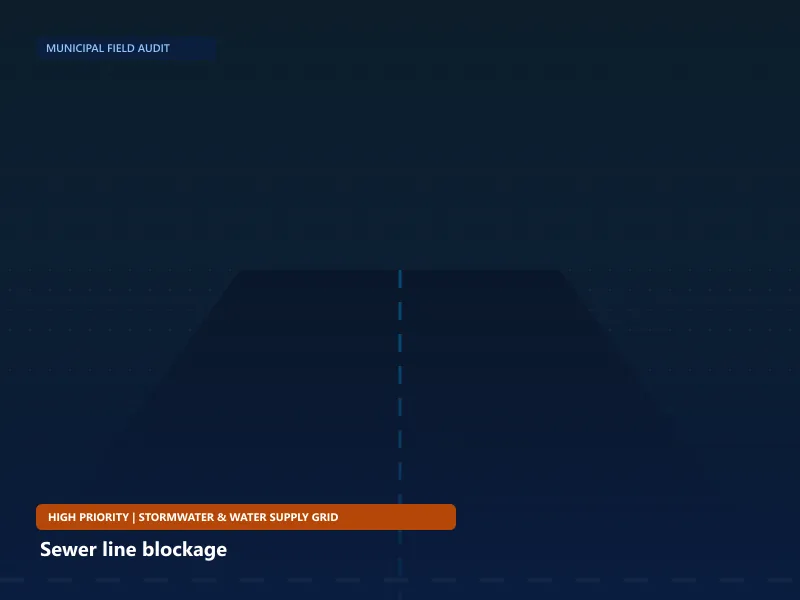 MUNICIPAL FIELD AUDIT
HIGH PRIORITY | STORMWATER & WATER SUPPLY GRID
Sewer line blockage